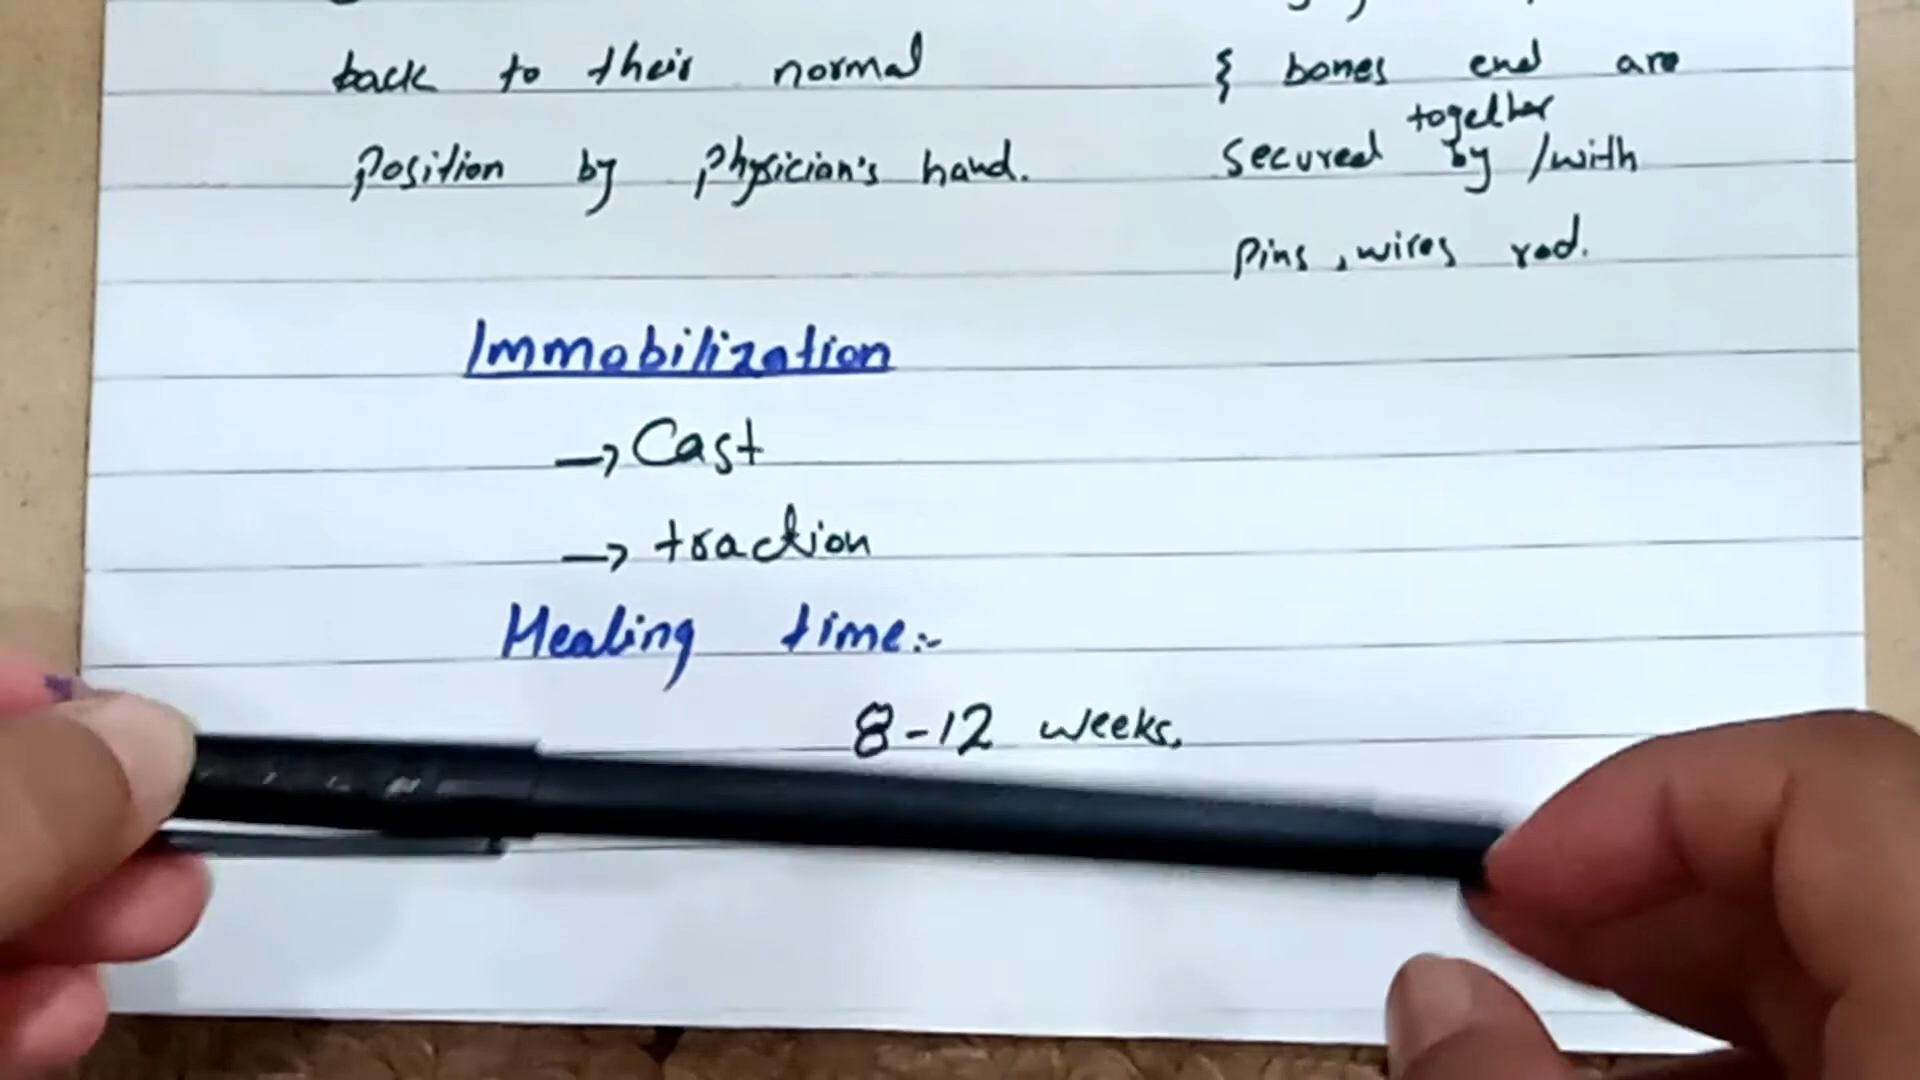 back to their normal
position by physician's hand.
& bones end are
together
secured by /with
pins, wires rod.
Immobilization
→ Cast
→ traction
Healing time:-
8-12 weeks.